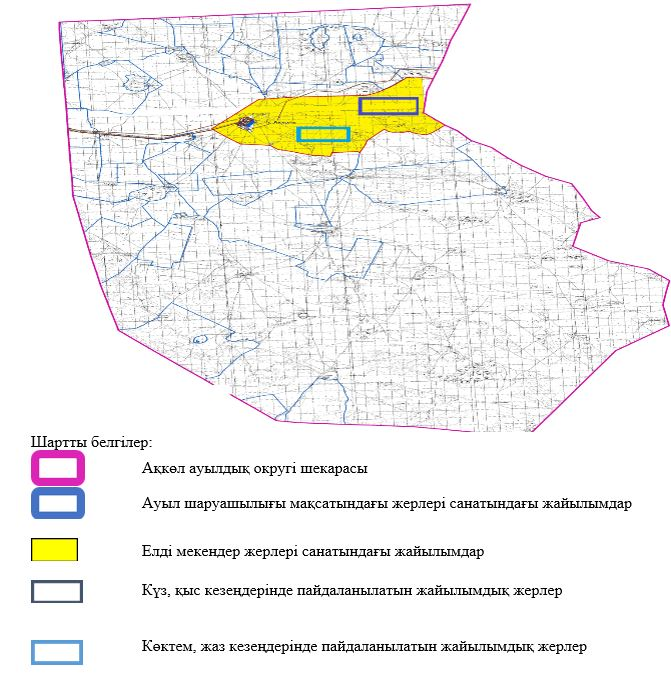 Шартты белгілер:
Ақкөл ауылдық округі шекарасы
Ауыл шаруашылығы мақсатындағы жерлері санатындағы жайылымдар
Елді мекендер жерлері санатындағы жайылымдар
Күз, қыс кезеңдерінде пайдаланылатын жайылымдық жерлер
Көктем, жаз кезеңдерінде пайдаланылатын жайылымдық жерлер